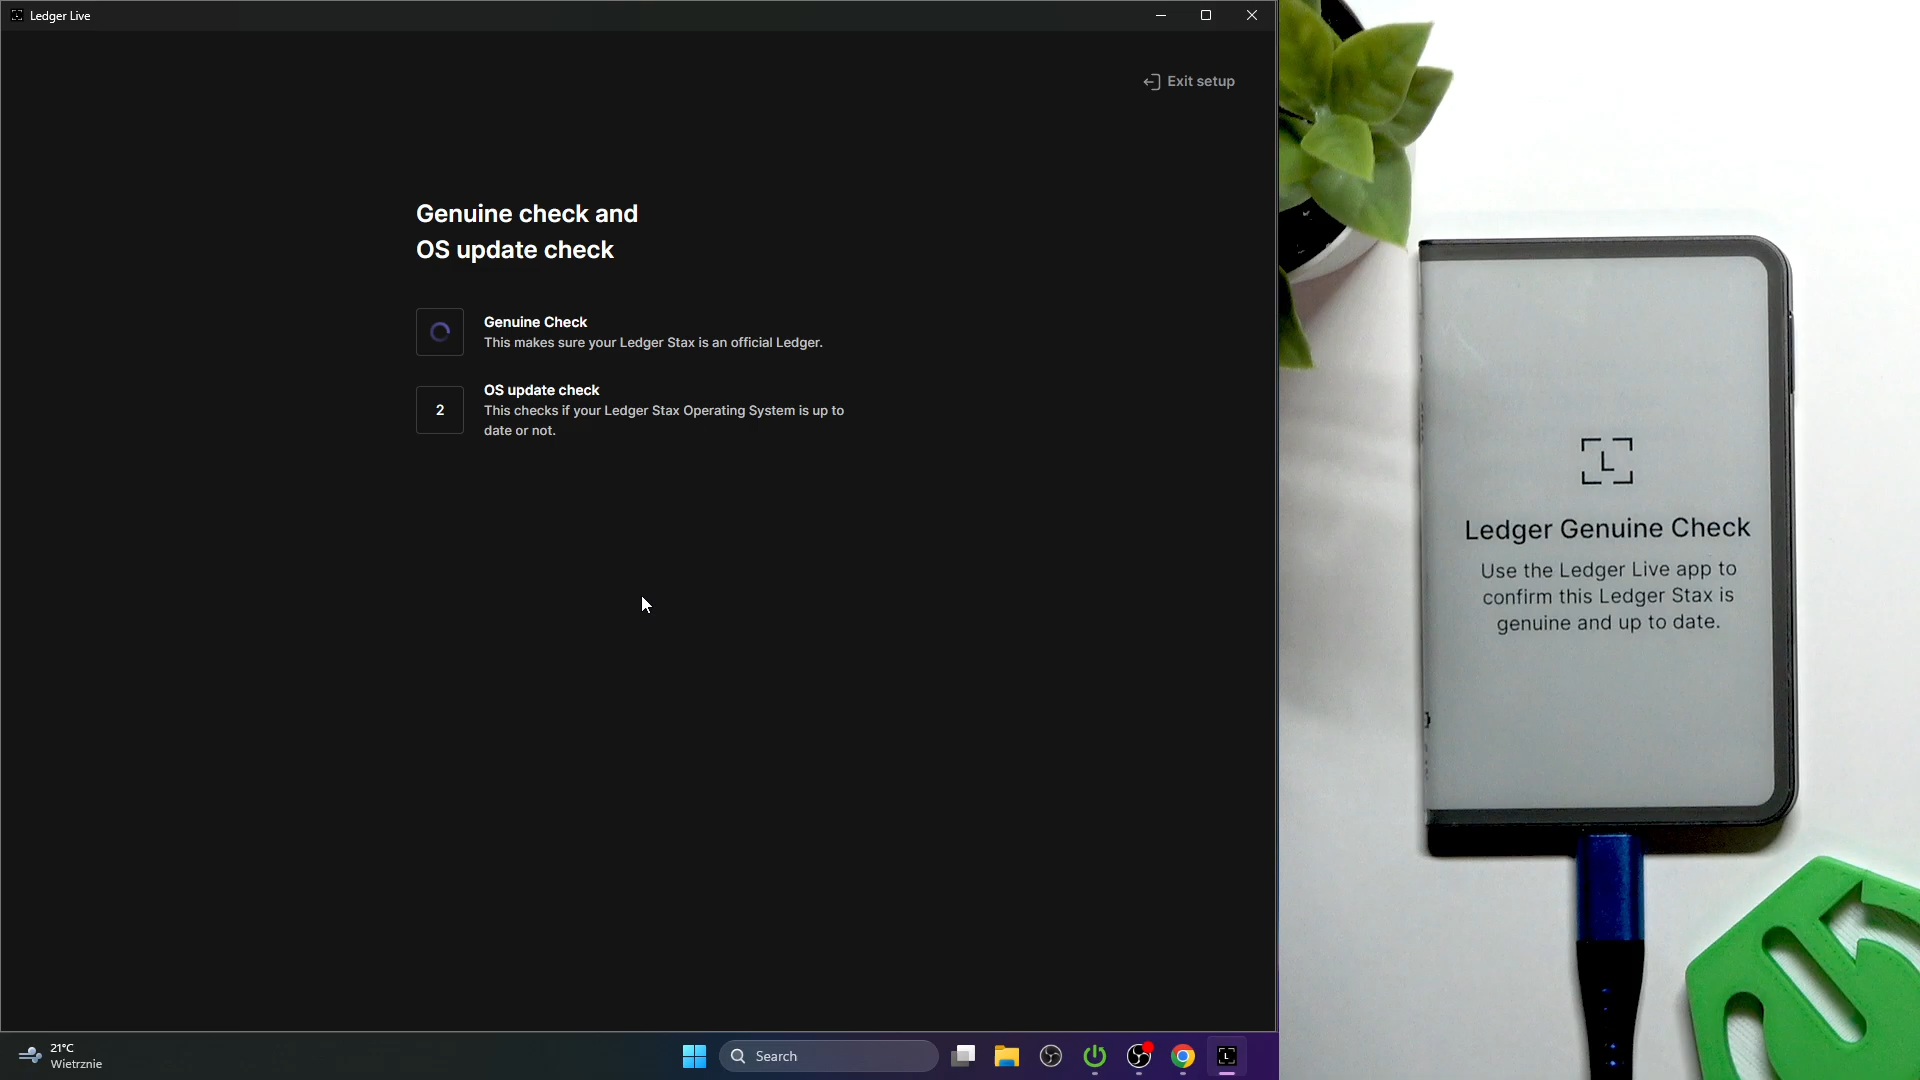 Ledger Live
Exit setup
Genuine check and
OS update check
Genuine Check
This makes sure your Ledger Stax is an official Ledger.
2
OS update check
This checks if your Ledger Stax Operating System is up to
date or not.
L
Ledger Genuine Check
Use the Ledger Live app to
confirm this Ledger Stax is
genuine and up to date.
21°C
Wietrznie
Search